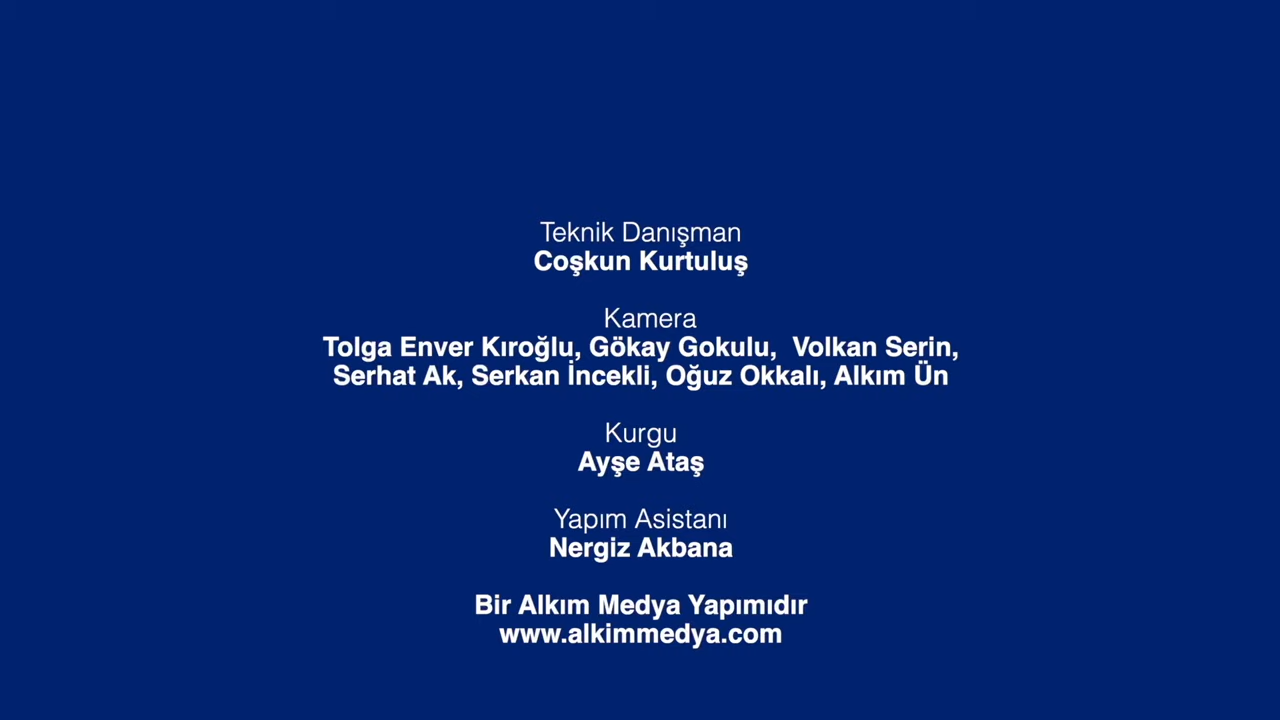 Teknik Danışman
Coşkun Kurtuluş
Kamera
Tolga Enver Kıroğlu, Gökay Gokulu,  Volkan Serin,
Serhat Ak, Serkan İncekli, Oğuz Okkalı, Alkım Ün
Kurgu
Ayşe Ataş
Yapım Asistanı
Nergiz Akbana
Bir Alkım Medya Yapımıdır
www.alkimmedya.com